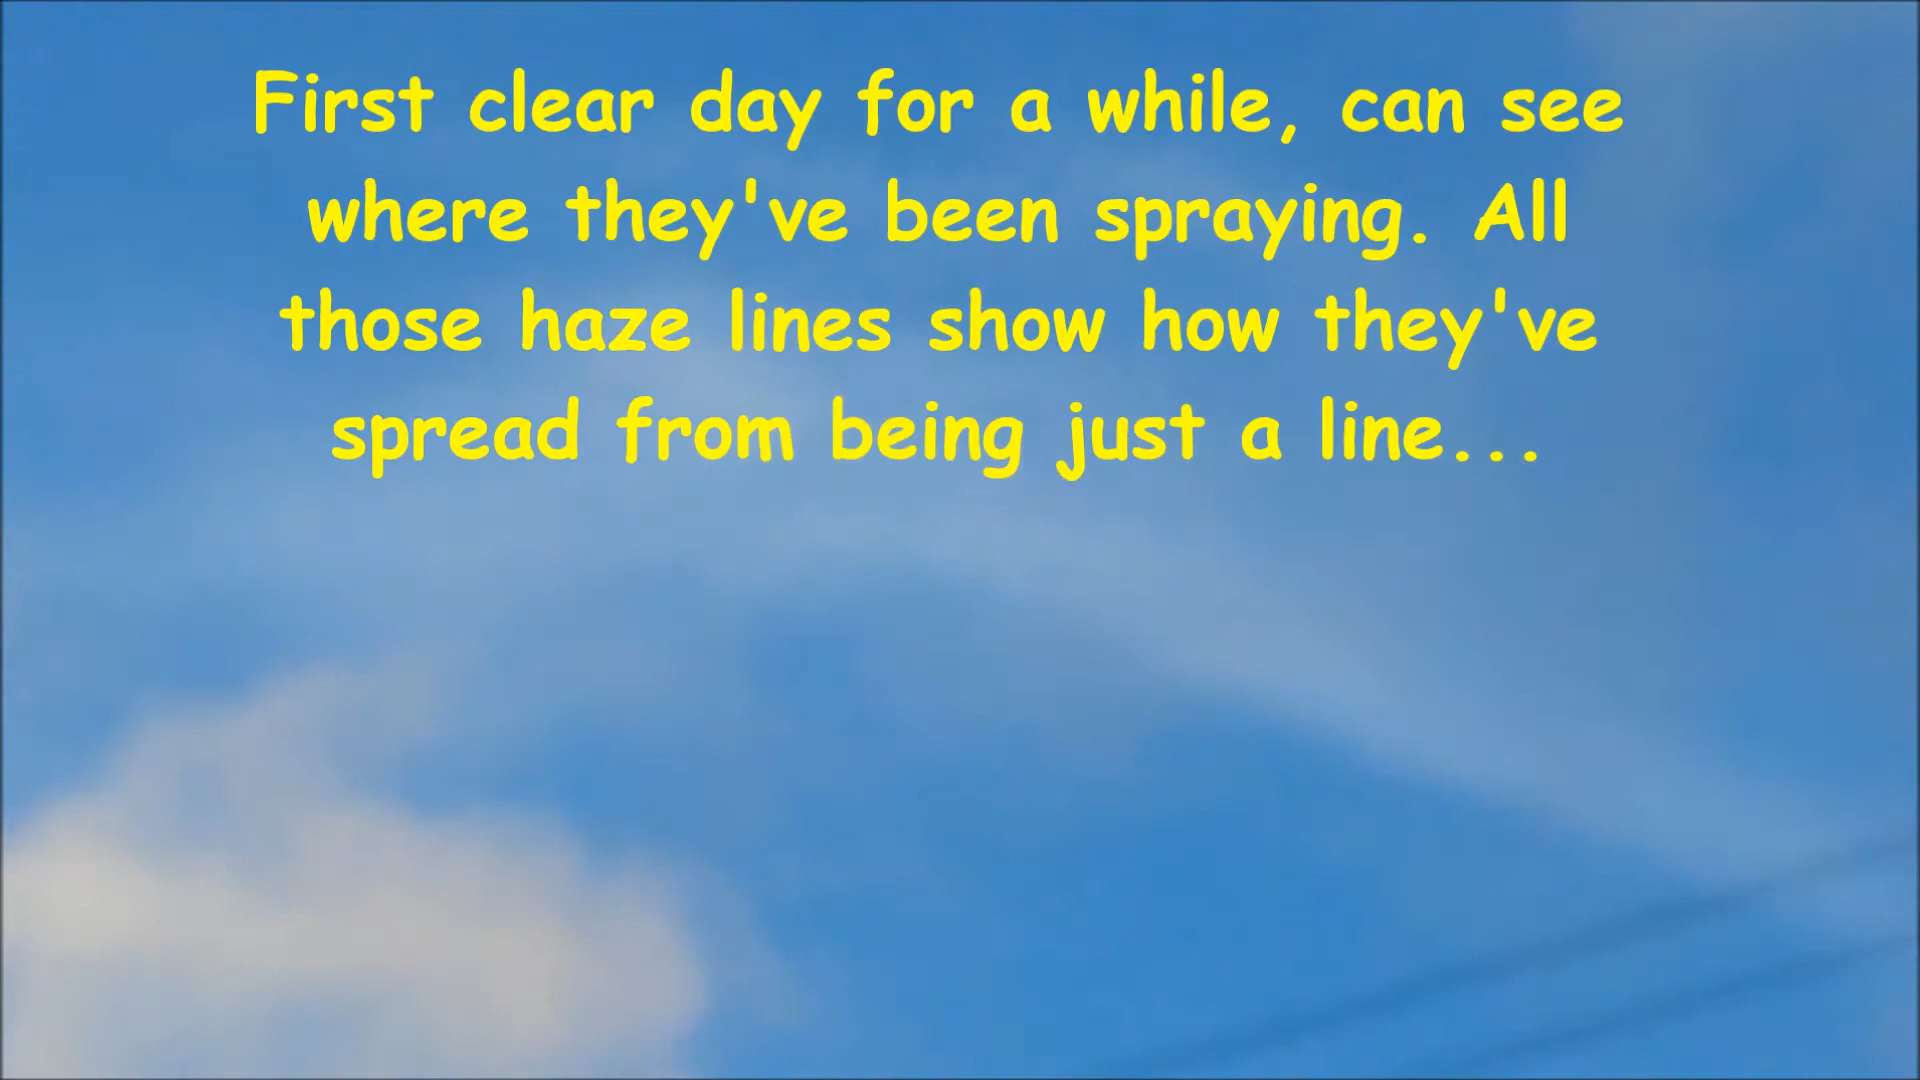 First clear day for a while, can see
where they've been spraying. All
those haze lines show how they've
spread from being just a line...